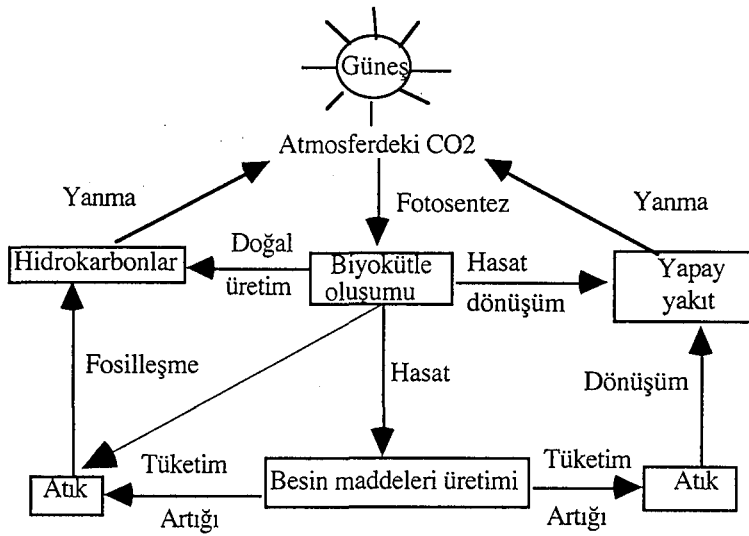 Güneş
Atmosferdeki CO2
Yanma
Yanma
Fotosentez
Hidrokarbonlar
Doğal
üretim
Biyokütle
oluşumu
Hasat
dönüşüm
Yapay
yakıt
Fosilleşme
Hasat
Dönüşüm
Atık
Tüketim
Artığı
Besin maddeleri üretimi
Tüketim
Artığı
Atık